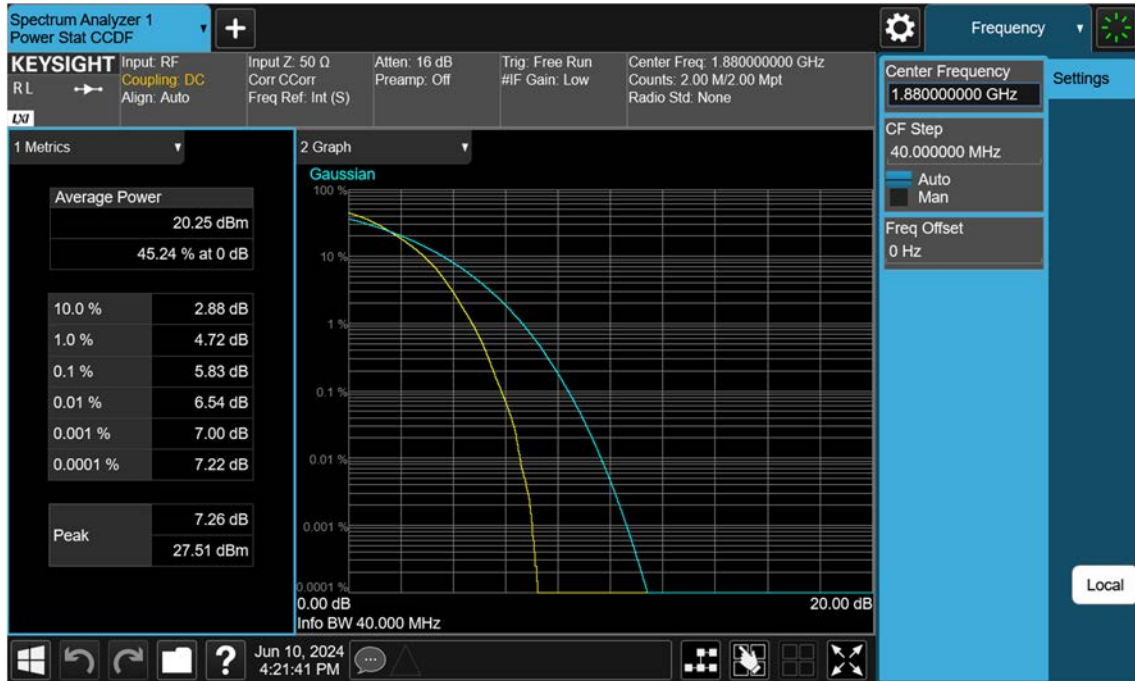 Spectrum Analyzer 1
Power Stat CCDF
Frequency
KEYSIGHT
R L
LXI
Input: RF
Coupling: DC
Align: Auto
Input Z: 50 Ω
Corr CCorr
Freq Ref: Int (S)
Atten: 16 dB
Preamp: Off
Trig: Free Run
#IF Gain: Low
Center Freq: 1.880000000 GHz
Counts: 2.00 M/2.00 Mpt
Radio Std: None
Center Frequency
1.880000000 GHz
Settings
CF Step
40.000000 MHz
Auto
Man
Freq Offset
0 Hz
Local
1 Metrics
Average Power
20.25 dBm
45.24 % at 0 dB
10.0 % 2.88 dB
1.0 % 4.72 dB
0.1 % 5.83 dB
0.01 % 6.54 dB
0.001 % 7.00 dB
0.0001 % 7.22 dB
Peak
7.26 dB
27.51 dBm
2 Graph
Gaussian
100 %
10 %
1 %
0.1 %
0.01 %
0.001 %
0.0001 %
0.00 dB 20.00 dB
Info BW 40.000 MHz
?
Jun 10, 2024
4:21:41 PM